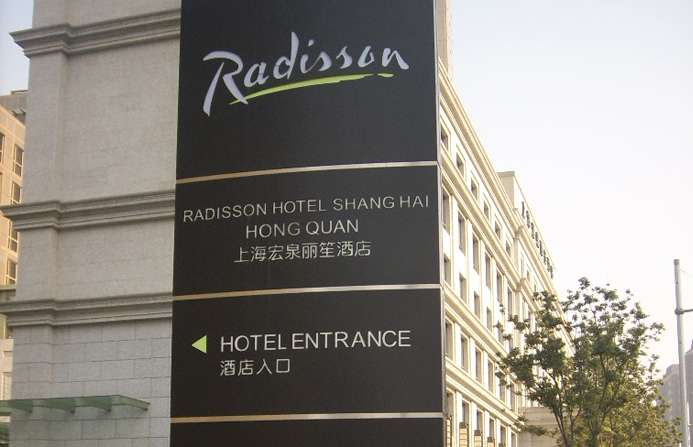 Radisson
RADISSON HOTEL SHANG HAI
HONG QUAN
上海宏泉丽笙酒店
HOTEL ENTRANCE
酒店入口